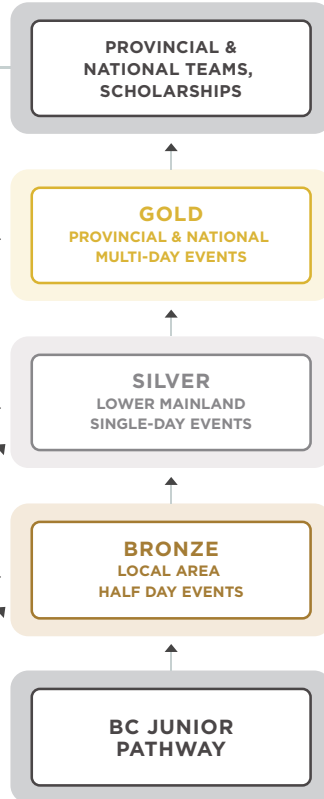 PROVINCIAL &
NATIONAL TEAMS,
SCHOLARSHIPS
GOLD
PROVINCIAL & NATIONAL
MULTI-DAY EVENTS
SILVER
LOWER MAINLAND
SINGLE-DAY EVENTS
BRONZE
LOCAL AREA
HALF DAY EVENTS
BC JUNIOR
PATHWAY